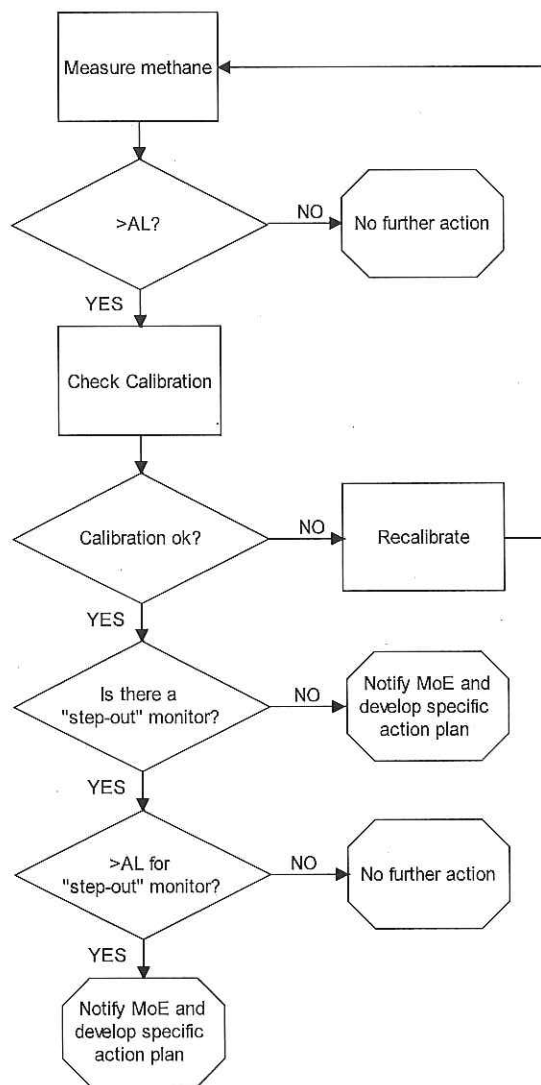 Measure methane
>AL?
NO
No further action
YES
Check Calibration
Calibration ok?
NO
Recalibrate
YES
Is there a
"step-out" monitor?
NO
Notify MoE and
develop specific
action plan
YES
>AL for
"step-out" monitor?
NO
No further action
YES
Notify MoE and
develop specific
action plan